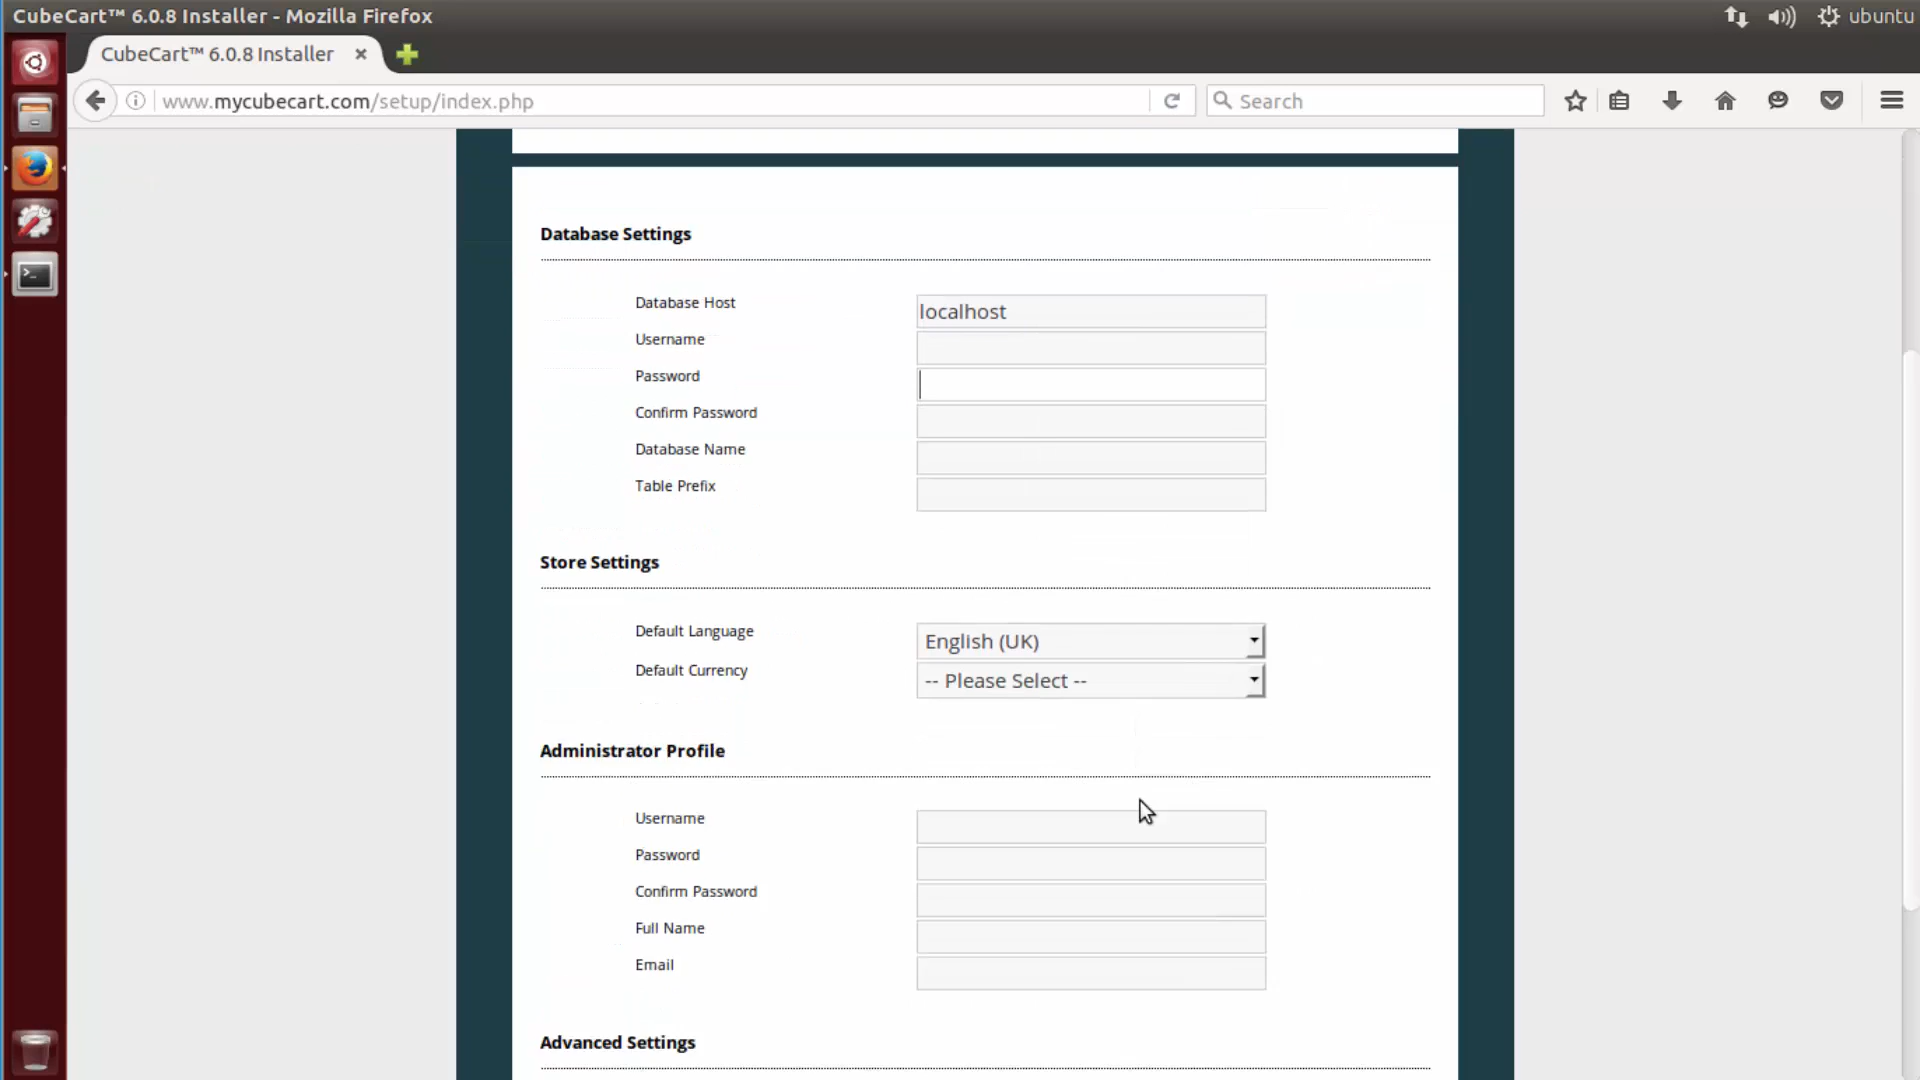 CubeCart™ 6.0.8 Installer - Mozilla Firefox
ubuntu
CubeCart™ 6.0.8 Installer
www.mycubecart.com/setup/index.php
Search
Database Settings
Database Host
localhost
Username
Password
Confirm Password
Database Name
Table Prefix
Store Settings
Default Language
English (UK)
Default Currency
-- Please Select --
Administrator Profile
Username
Password
Confirm Password
Full Name
Email
Advanced Settings